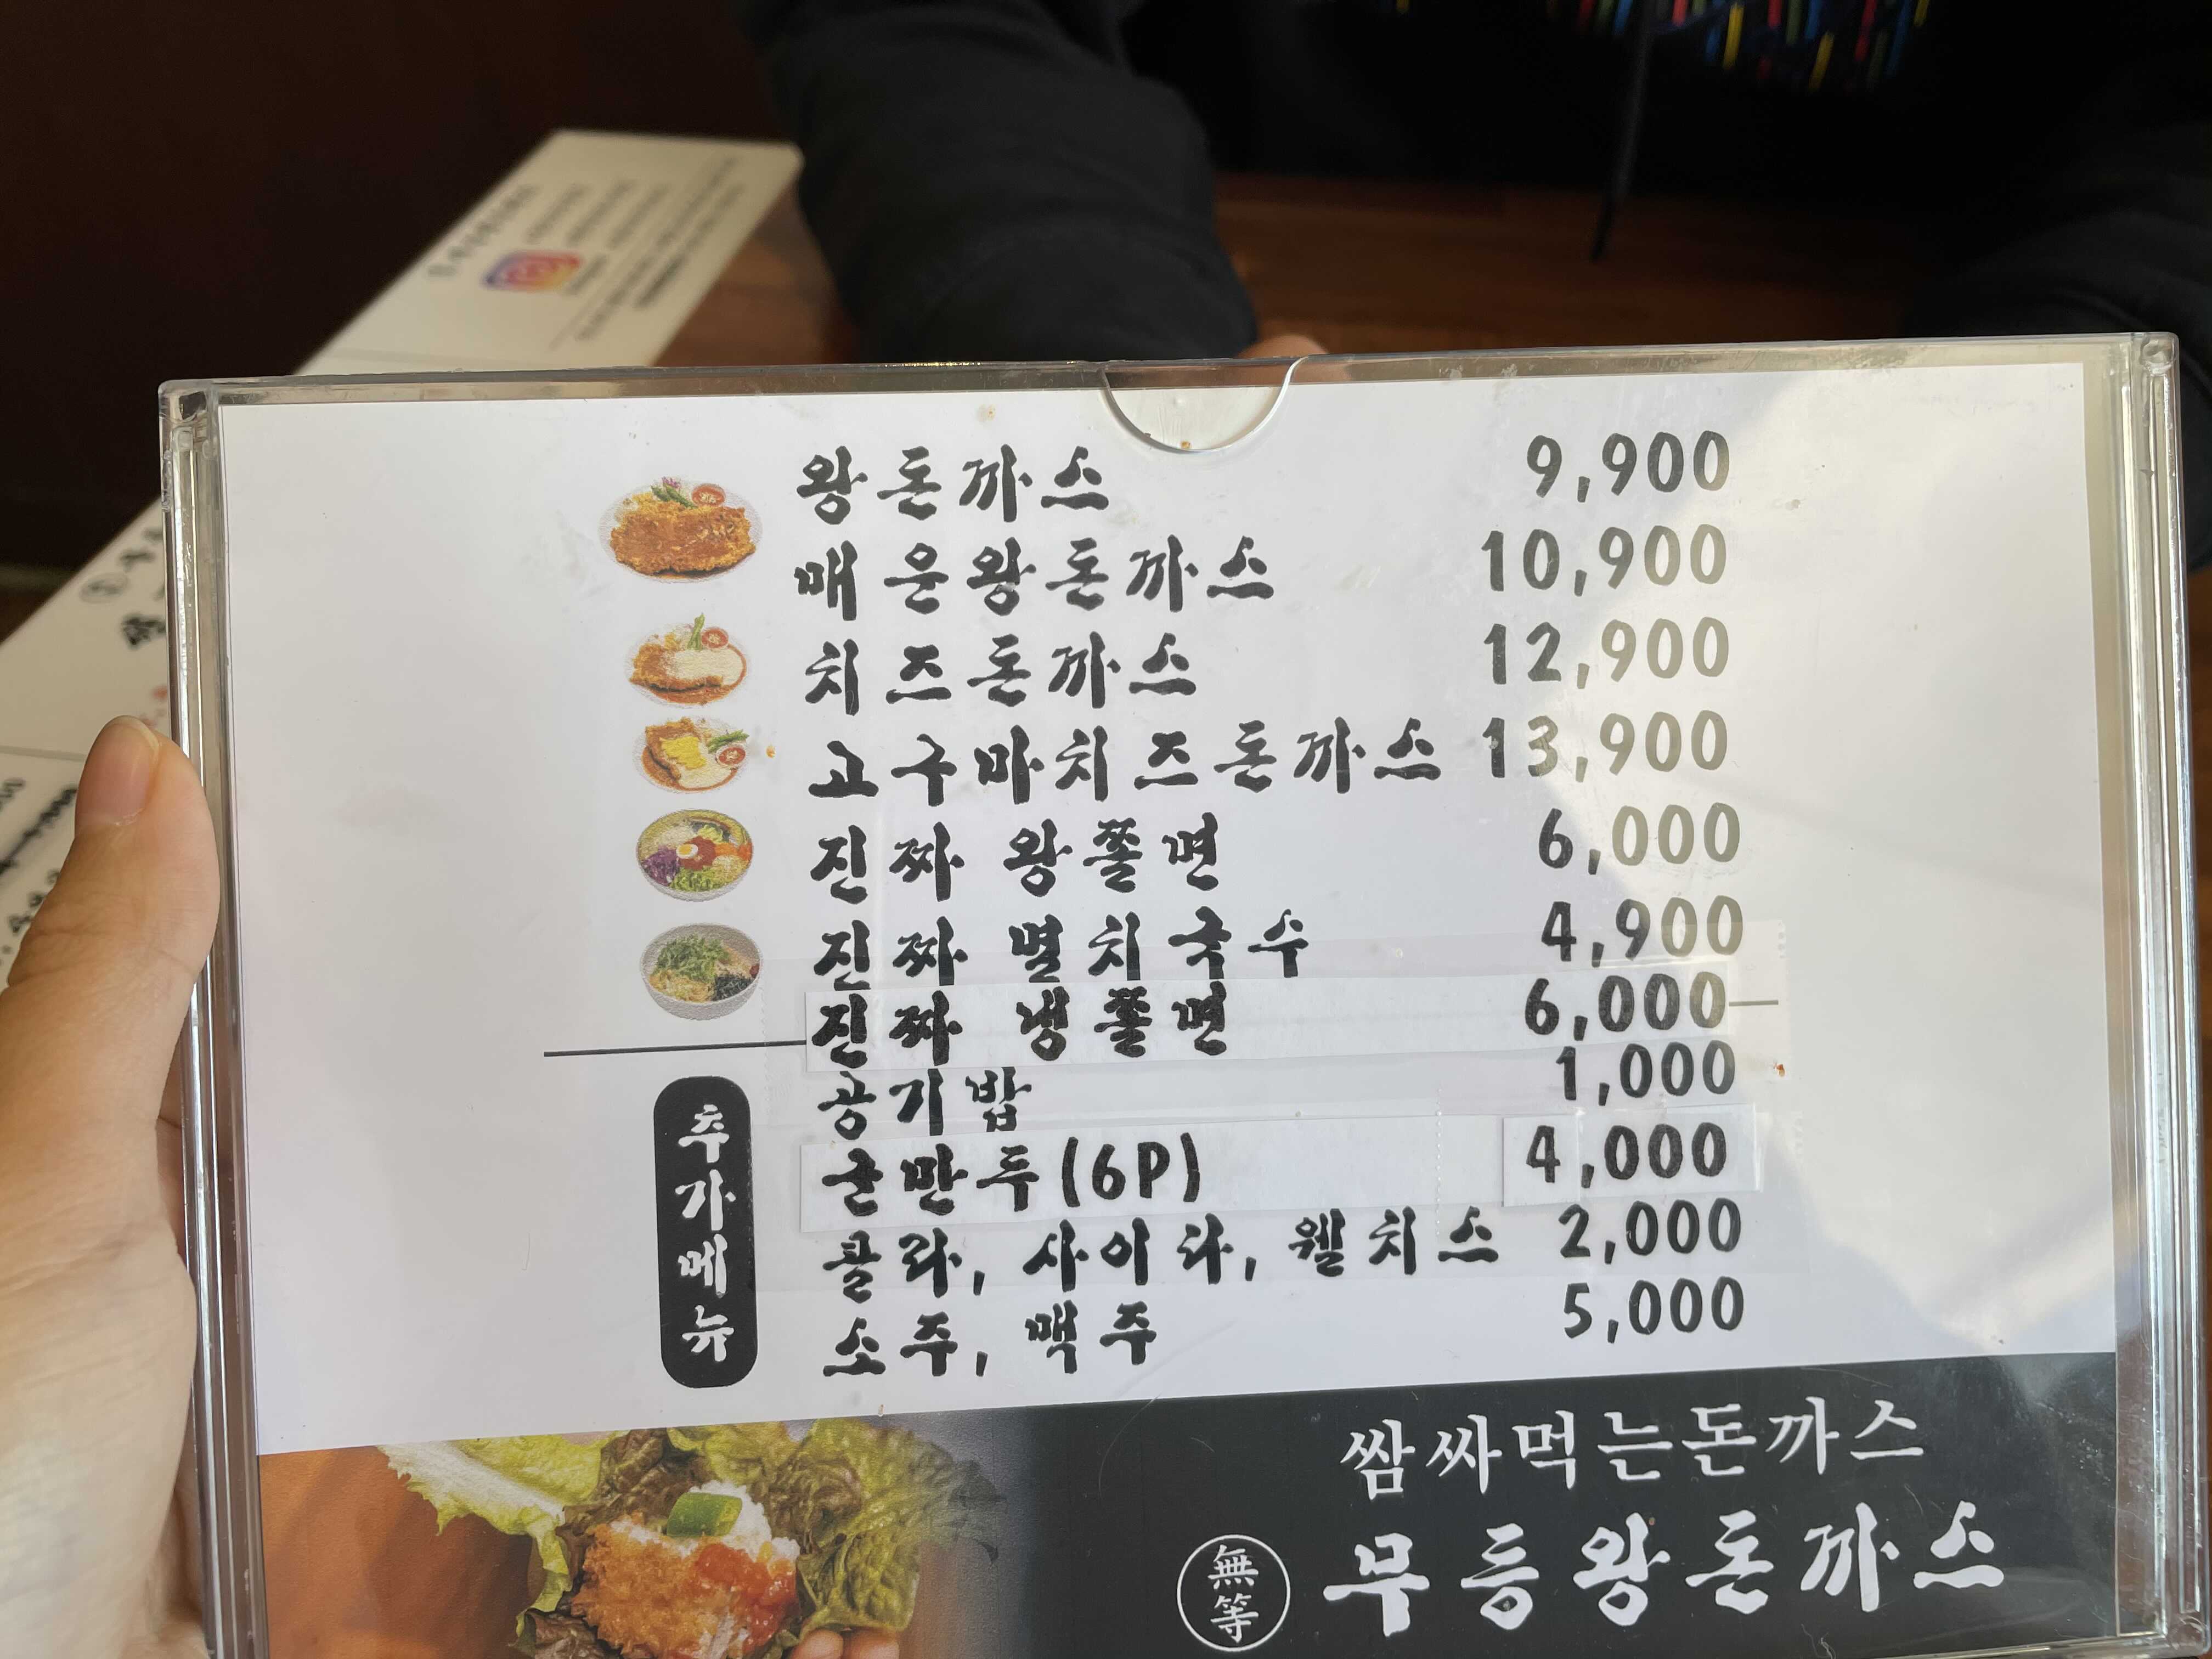 왕돈까스 9,900
매운왕돈까스 10,900
치즈돈까스 12,900
고구마치즈돈까스 13,900
진짜 왕쫄면 6,000
진짜 멸치국수 4,900
진짜 냉쫄면 6,000
추가메뉴
공기밥 1,000
군만두(6P) 4,000
콜라, 사이다, 웰치스 2,000
소주, 맥주 5,000
쌈싸먹는돈까스
無等 무등왕돈까스